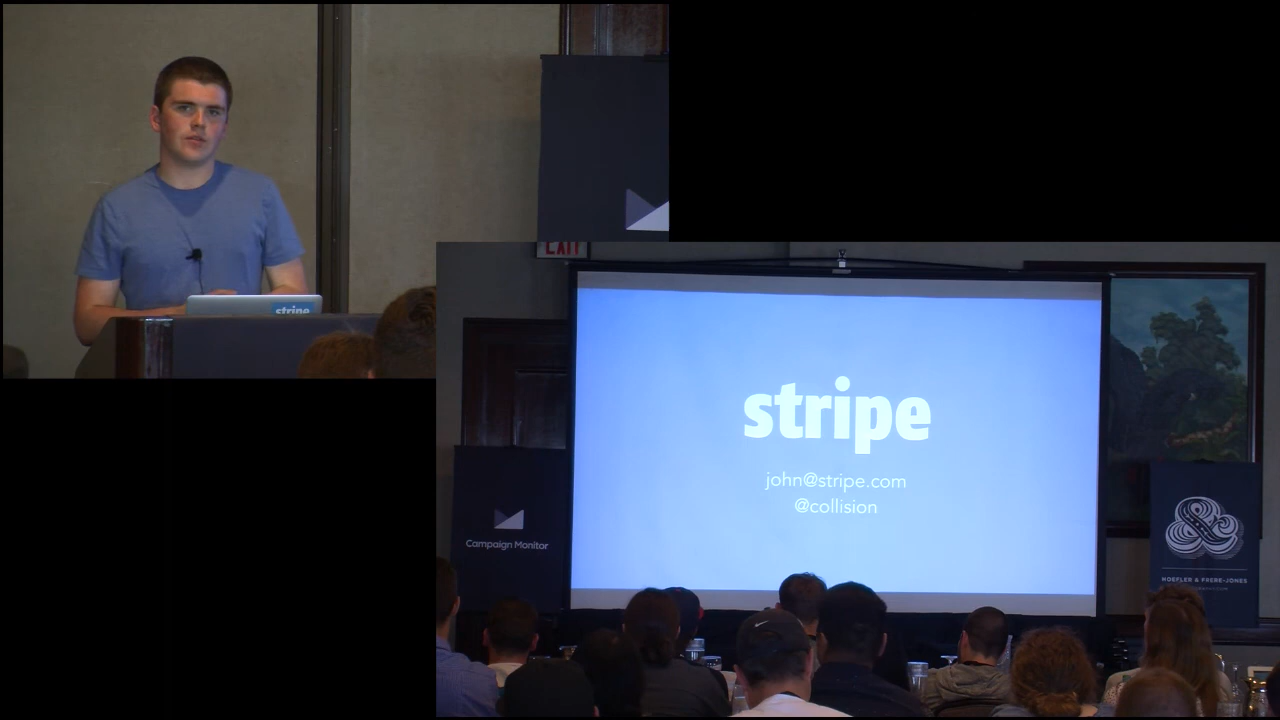 stripe
EXIT
stripe
john@stripe.com
@collision
Campaign Monitor
HOEFLER & FRERE-JONES